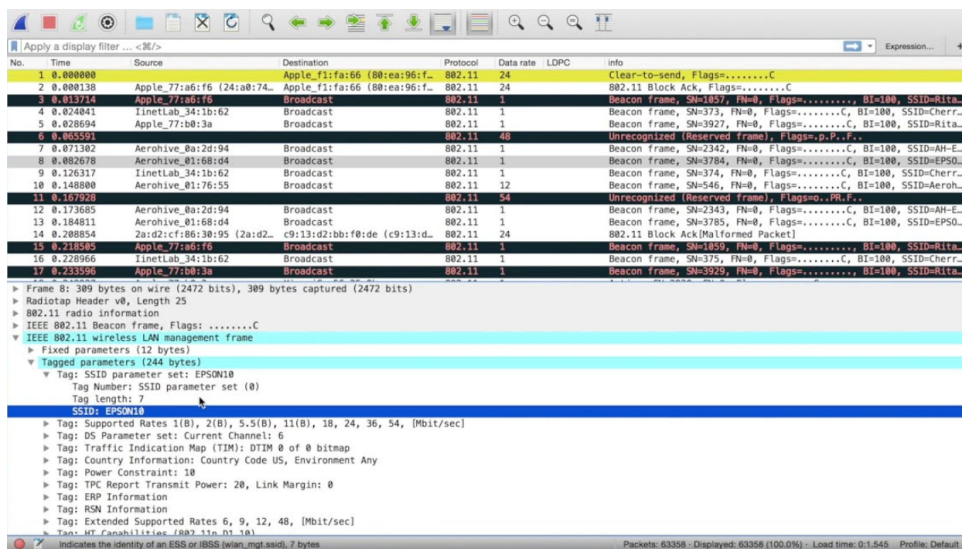 Apply a display filter ... <⌘/>
Expression...
+
No. Time Source Destination Protocol Data rate LDPC info
1 0.000000 Apple_f1:fa:66 (80:ea:96:f… 802.11 24 Clear-to-send, Flags=........C
2 0.000138 Apple_77:a6:f6 (24:a0:74… Apple_f1:fa:66 (80:ea:96:f… 802.11 24 802.11 Block Ack, Flags=........C
3 0.013714 Apple_77:a6:f6 Broadcast 802.11 1 Beacon frame, SN=1057, FN=0, Flags=........., BI=100, SSID=Rita…
4 0.024041 IinetLab_34:1b:62 Broadcast 802.11 1 Beacon frame, SN=373, FN=0, Flags=........C, BI=100, SSID=Cherr…
5 0.028694 Apple_77:b0:3a Broadcast 802.11 1 Beacon frame, SN=3927, FN=0, Flags=........C, BI=100, SSID=Rita…
6 0.065591 802.11 48 Unrecognized (Reserved frame), Flags=.p.P..F..
7 0.071302 Aerohive_0a:2d:94 Broadcast 802.11 1 Beacon frame, SN=2342, FN=0, Flags=........C, BI=100, SSID=AH-E…
8 0.082678 Aerohive_01:68:d4 Broadcast 802.11 1 Beacon frame, SN=3784, FN=0, Flags=........C, BI=100, SSID=EPSO…
9 0.126317 IinetLab_34:1b:62 Broadcast 802.11 1 Beacon frame, SN=374, FN=0, Flags=........C, BI=100, SSID=Cherr…
10 0.148800 Aerohive_01:76:55 Broadcast 802.11 12 Beacon frame, SN=546, FN=0, Flags=........C, BI=100, SSID=Aeroh…
11 0.167928 802.11 54 Unrecognized (Reserved frame), Flags=o..PR.F..
12 0.173685 Aerohive_0a:2d:94 Broadcast 802.11 1 Beacon frame, SN=2343, FN=0, Flags=........C, BI=100, SSID=AH-E…
13 0.184811 Aerohive_01:68:d4 Broadcast 802.11 1 Beacon frame, SN=3785, FN=0, Flags=........C, BI=100, SSID=EPSO…
14 0.208854 2a:d2:cf:86:30:95 (2a:d2… c9:13:d2:bb:f0:de (c9:13:d… 802.11 24 802.11 Block Ack[Malformed Packet]
15 0.218505 Apple_77:a6:f6 Broadcast 802.11 1 Beacon frame, SN=1059, FN=0, Flags=........., BI=100, SSID=Rita…
16 0.228966 IinetLab_34:1b:62 Broadcast 802.11 1 Beacon frame, SN=375, FN=0, Flags=........C, BI=100, SSID=Cherr…
17 0.233596 Apple_77:b0:3a Broadcast 802.11 1 Beacon frame, SN=3929, FN=0, Flags=........., BI=100, SSID=Rita…
Frame 8: 309 bytes on wire (2472 bits), 309 bytes captured (2472 bits)
Radiotap Header v0, Length 25
802.11 radio information
IEEE 802.11 Beacon frame, Flags: ........C
IEEE 802.11 wireless LAN management frame
Fixed parameters (12 bytes)
Tagged parameters (244 bytes)
Tag: SSID parameter set: EPSON10
Tag Number: SSID parameter set (0)
Tag length: 7
SSID: EPSON10
Tag: Supported Rates 1(B), 2(B), 5.5(B), 11(B), 18, 24, 36, 54, [Mbit/sec]
Tag: DS Parameter set: Current Channel: 6
Tag: Traffic Indication Map (TIM): DTIM 0 of 0 bitmap
Tag: Country Information: Country Code US, Environment Any
Tag: Power Constraint: 10
Tag: TPC Report Transmit Power: 20, Link Margin: 0
Tag: ERP Information
Tag: RSN Information
Tag: Extended Supported Rates 6, 9, 12, 48, [Mbit/sec]
Tag: HT Capabilities (802.11n D1.10)
Indicates the identity of an ESS or IBSS (wlan_mgt.ssid), 7 bytes
Packets: 63358 · Displayed: 63358 (100.0%) · Load time: 0:1.545 Profile: Default